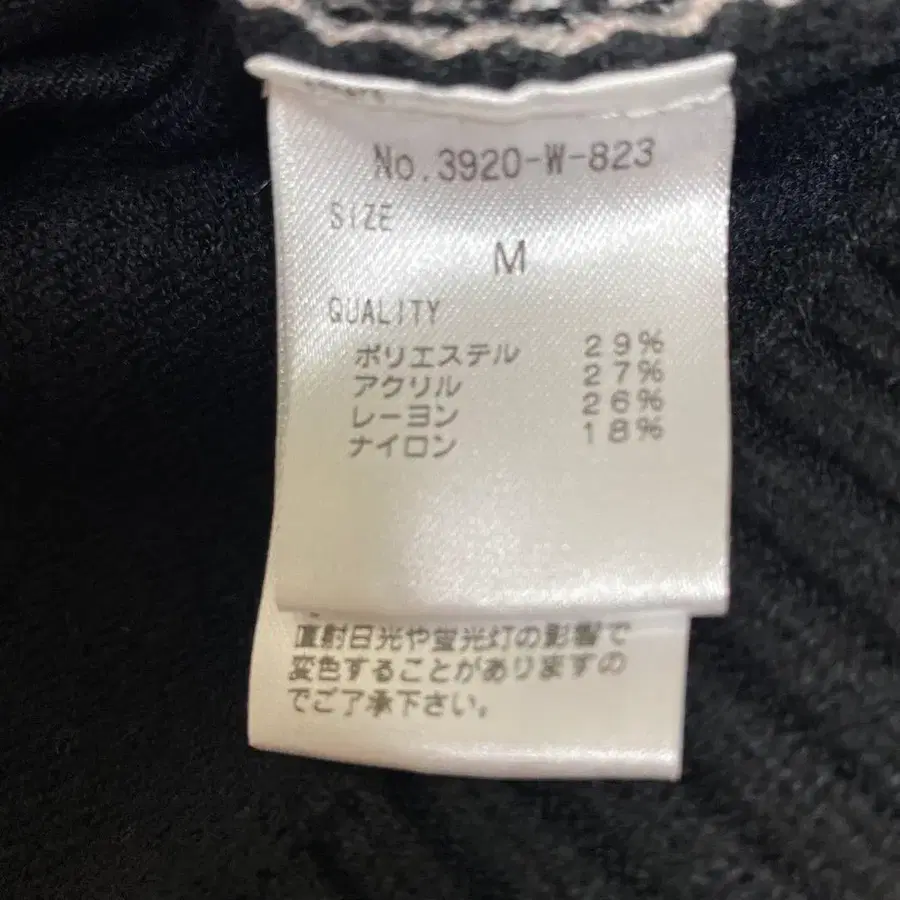 No.3920-W-823
SIZE
M
QUALITY
ポリエステル 29%
アクリル 27%
レーヨン 26%
ナイロン 18%
直射日光や蛍光灯の影響で
変色することがありますの
でご了承下さい。